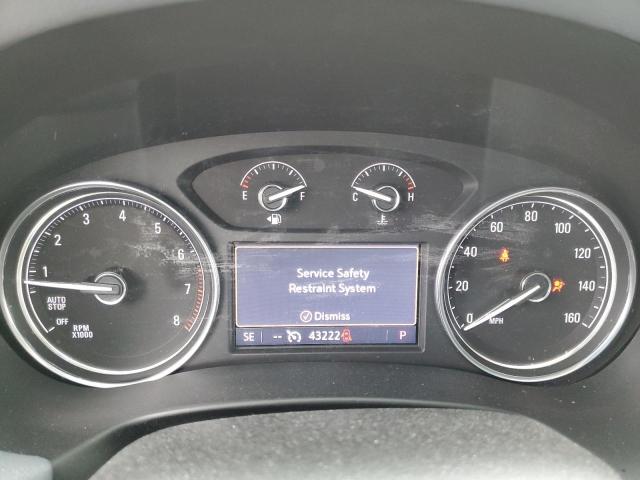 E F
C H
1 2 3 4 5 6 7 8
AUTO
STOP
OFF
RPM
X1000
Service Safety
Restraint System
Dismiss
SE -- 43222 P
0 20 40 60 80 100 120 140 160
MPH